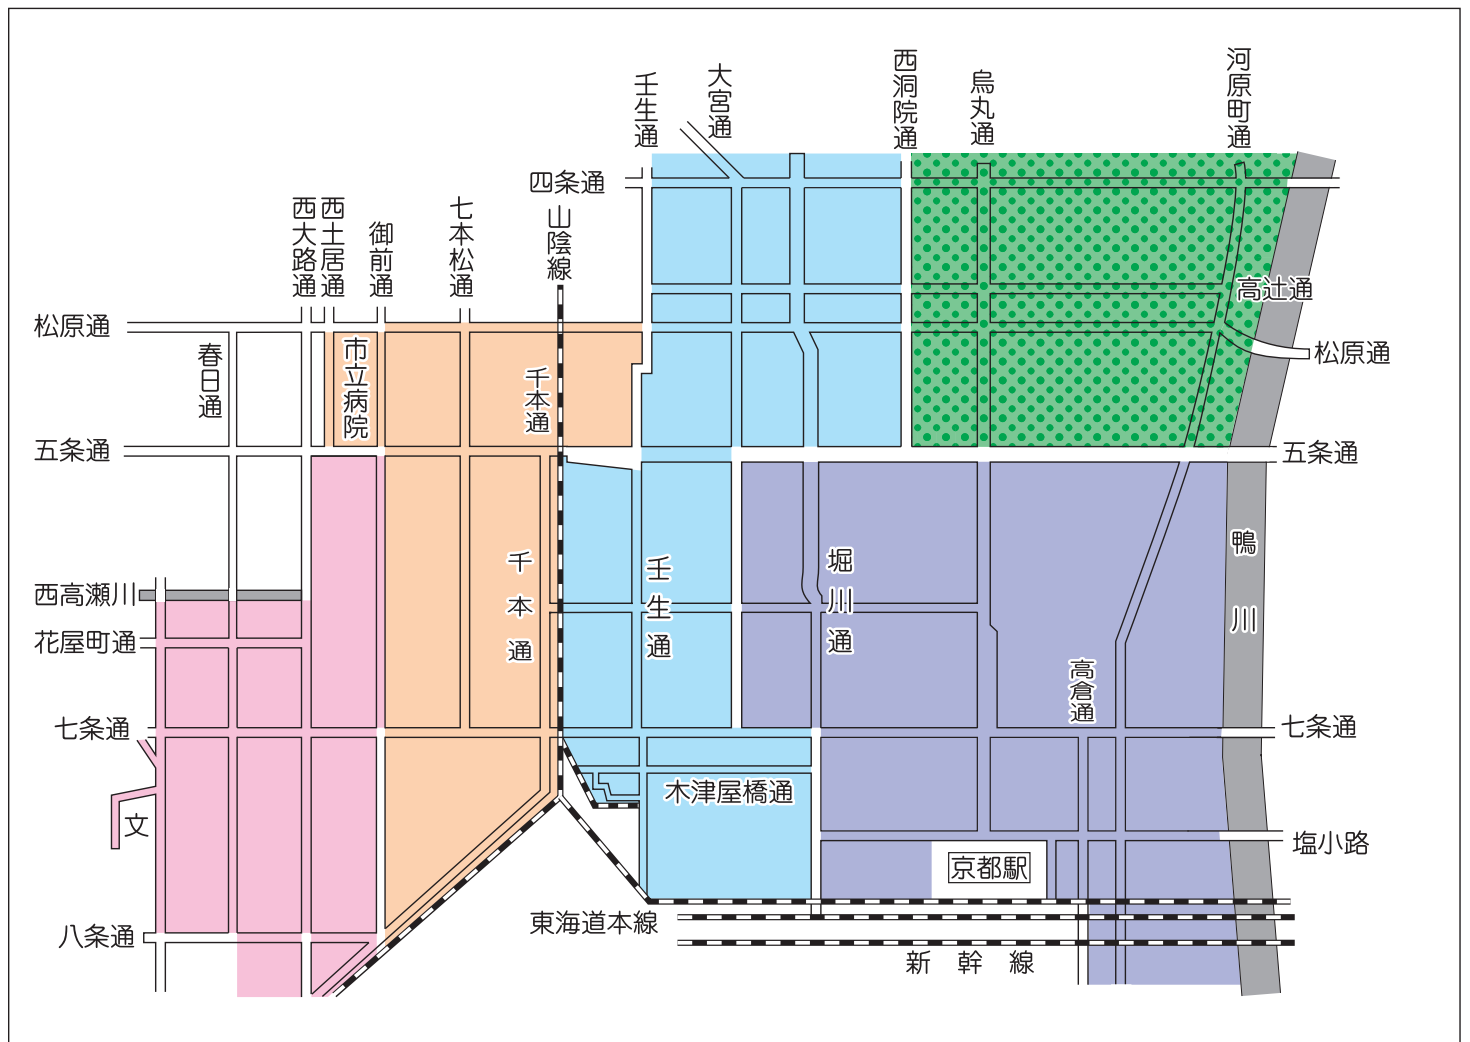 壬生通
大宮通
西洞院通
烏丸通
河原町通
四条通
西大路通
西土居通
御前通
七本松通
山陰線
高辻通
松原通
春日通
市立病院
千本通
松原通
五条通
五条通
千本通
壬生通
堀川通
鴨川
西高瀬川
花屋町通
高倉通
七条通
七条通
木津屋橋通
文
塩小路
京都駅
八条通
東海道本線
新幹線